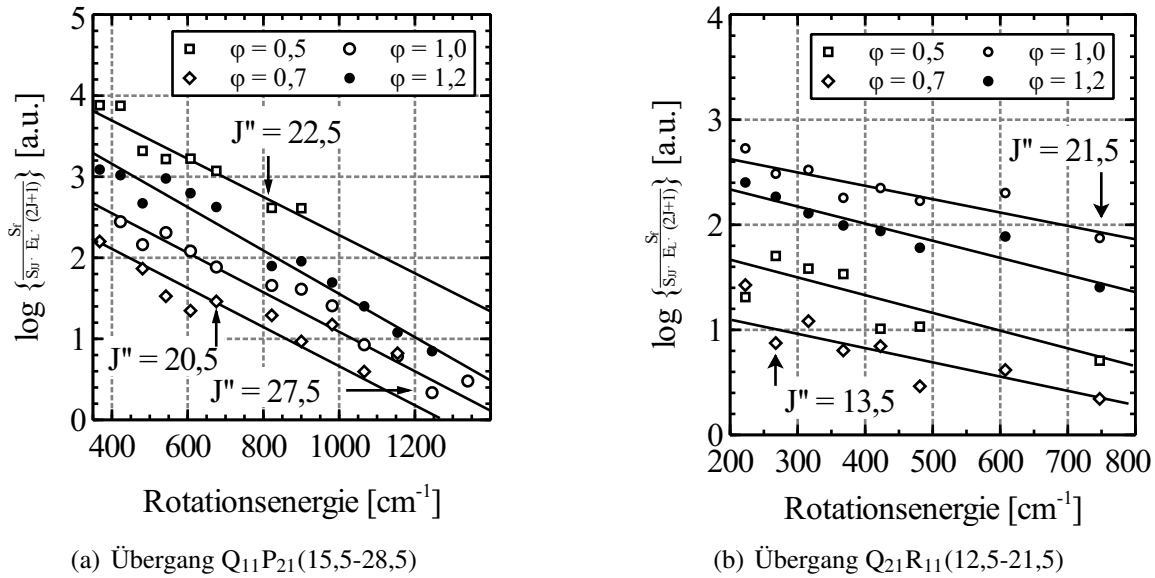 5
4
3
2
1
0
log { S_f / S_JJ · E_L · (2J+1) } [a.u.]
φ = 0,5 φ = 1,0
φ = 0,7 φ = 1,2
J" = 22,5
J" = 20,5
J" = 27,5
400 600 800 1000 1200
Rotationsenergie [cm⁻¹]
(a) Übergang Q₁₁P₂₁(15,5-28,5)
4
3
2
1
0
log { S_f / S_JJ · E_L · (2J+1) } [a.u.]
φ = 0,5 φ = 1,0
φ = 0,7 φ = 1,2
J" = 21,5
J" = 13,5
200 300 400 500 600 700 800
Rotationsenergie [cm⁻¹]
(b) Übergang Q₂₁R₁₁(12,5-21,5)